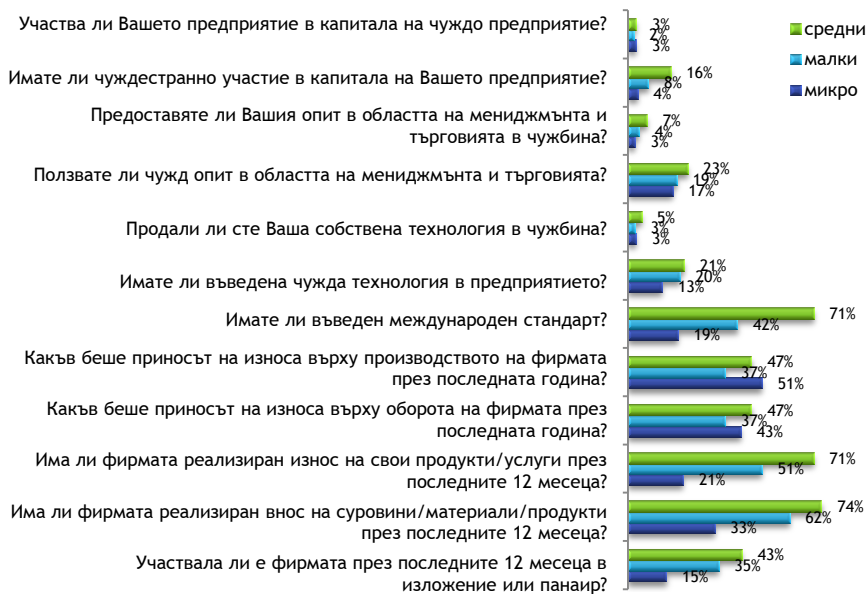 Участва ли Вашето предприятие в капитала на чуждо предприятие?
3%
2%
3%
средни
малки
микро
Имате ли чуждестранно участие в капитала на Вашето предприятие?
16%
8%
4%
Предоставяте ли Вашия опит в областта на мениджмънта и
търговията в чужбина?
7%
4%
3%
Ползвате ли чужд опит в областта на мениджмънта и търговията?
23%
19%
17%
Продали ли сте Ваша собствена технология в чужбина?
5%
3%
3%
Имате ли въведена чужда технология в предприятието?
21%
20%
13%
Имате ли въведен международен стандарт?
71%
42%
19%
Какъв беше приносът на износа върху производството на фирмата
през последната година?
47%
37%
51%
Какъв беше приносът на износа върху оборота на фирмата през
последната година?
47%
37%
43%
Има ли фирмата реализиран износ на свои продукти/услуги през
последните 12 месеца?
71%
51%
21%
Има ли фирмата реализиран внос на суровини/материали/продукти
през последните 12 месеца?
74%
62%
33%
Участвала ли е фирмата през последните 12 месеца в
изложение или панаир?
43%
35%
15%